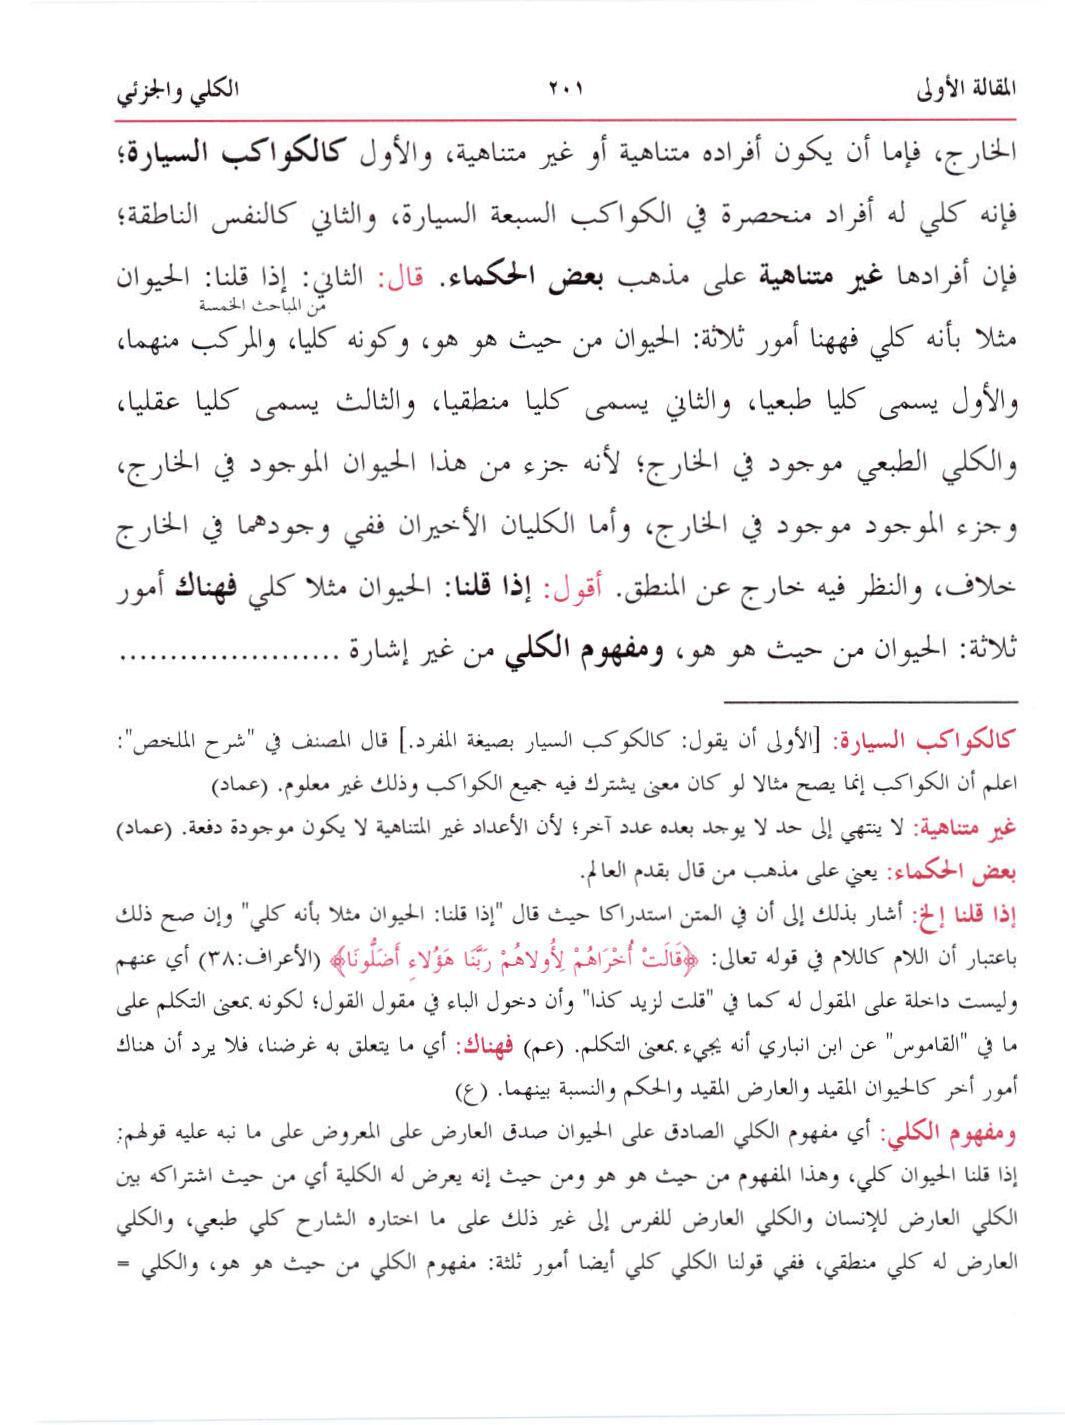 المقالة الأولى ٢٠١ الكلي والجزئي
الخارج، فإما أن يكون أفراده متناهية أو غير متناهية، والأول كالكواكب السيارة؛
فإنه كلي له أفراد منحصرة في الكواكب السبعة السيارة، والثاني كالنفس الناطقة؛
فإن أفرادها غير متناهية على مذهب بعض الحكماء. قال: الثاني: إذا قلنا: الحيوان
من المباحث الخمسة
مثلا بأنه كلي فههنا أمور ثلاثة: الحيوان من حيث هو هو، وكونه كليا، والمركب منهما،
والأول يسمى كليا طبعيا، والثاني يسمى كليا منطقيا، والثالث يسمى كليا عقليا،
والكلي الطبعي موجود في الخارج؛ لأنه جزء من هذا الحيوان الموجود في الخارج،
وجزء الموجود موجود في الخارج، وأما الكليان الأخيران ففي وجودهما في الخارج
خلاف، والنظر فيه خارج عن المنطق. أقول: إذا قلنا: الحيوان مثلا كلي فهناك أمور
ثلاثة: الحيوان من حيث هو هو، ومفهوم الكلي من غير إشارة ......................
كالكواكب السيارة: [الأولى أن يقول: كالكوكب السيار بصيغة المفرد.] قال المصنف في "شرح الملخص":
اعلم أن الكواكب إنما يصح مثالا لو كان معنى يشترك فيه جميع الكواكب وذلك غير معلوم. (عماد)
غير متناهية: لا ينتهي إلى حد لا يوجد بعده عدد آخر؛ لأن الأعداد غير المتناهية لا يكون موجودة دفعة. (عماد)
بعض الحكماء: يعني على مذهب من قال بقدم العالم.
إذا قلنا إلخ: أشار بذلك إلى أن في المتن استدراكا حيث قال "إذا قلنا: الحيوان مثلا بأنه كلي" وإن صح ذلك
باعتبار أن اللام كاللام في قوله تعالى: ﴿قَالَتْ أُخْرَاهُمْ لِأُولاهُمْ رَبَّنَا هَؤُلاءِ أَضَلُّونَا﴾ (الأعراف:٣٨) أي عنهم
وليست داخلة على المقول له كما في "قلت لزيد كذا" وأن دخول الباء في مقول القول؛ لكونه بمعنى التكلم على
ما في "القاموس" عن ابن انباري أنه يجيء بمعنى التكلم. (عم) فهناك: أي ما يتعلق به غرضنا، فلا يرد أن هناك
أمور أخر كالحيوان المقيد والعارض المقيد والحكم والنسبة بينهما. (ع)
ومفهوم الكلي: أي مفهوم الكلي الصادق على الحيوان صدق العارض على المعروض على ما نبه عليه قولهم:
إذا قلنا الحيوان كلي، وهذا المفهوم من حيث هو هو ومن حيث إنه يعرض له الكلية أي من حيث اشتراكه بين
الكلي العارض للإنسان والكلي العارض للفرس إلى غير ذلك على ما اختاره الشارح كلي طبعي، والكلي
العارض له كلي منطقي، ففي قولنا الكلي كلي أيضا أمور ثلثة: مفهوم الكلي من حيث هو هو، والكلي =